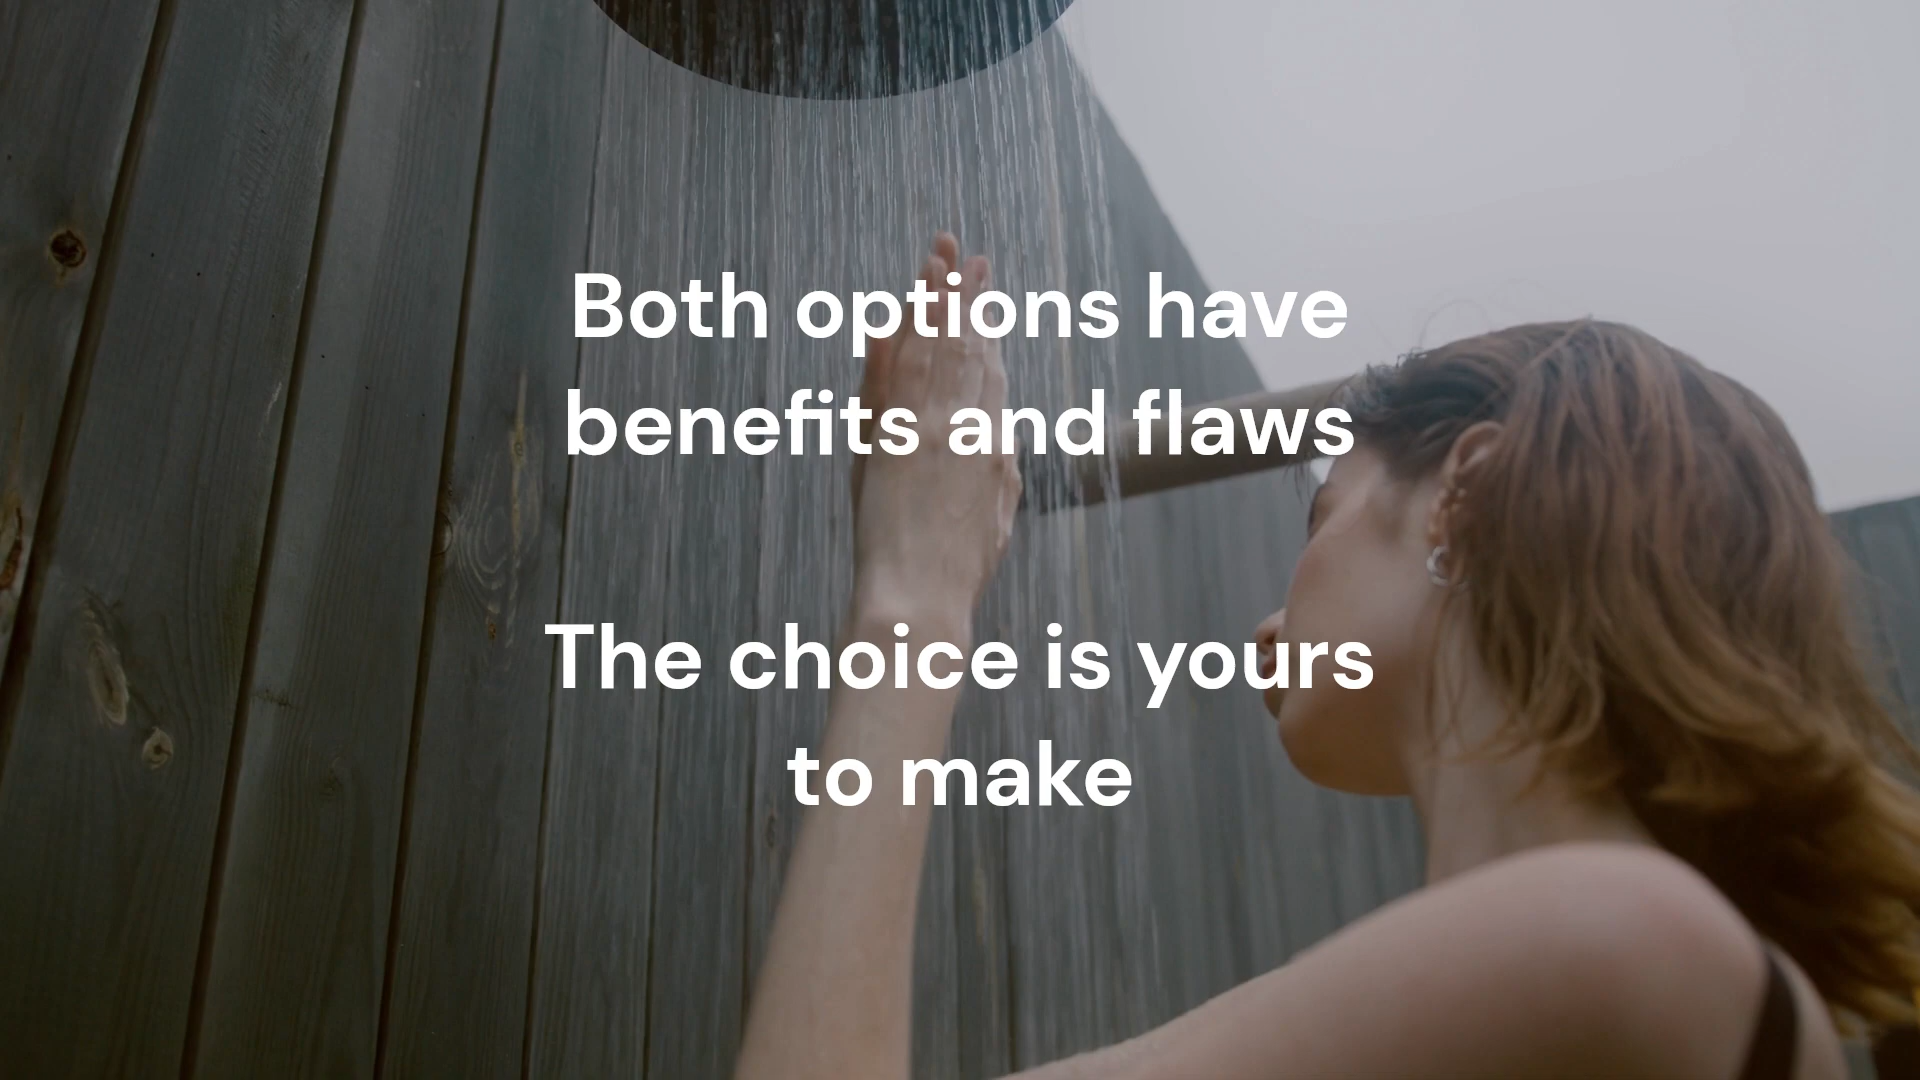 Both options have
benefits and flaws
The choice is yours
to make